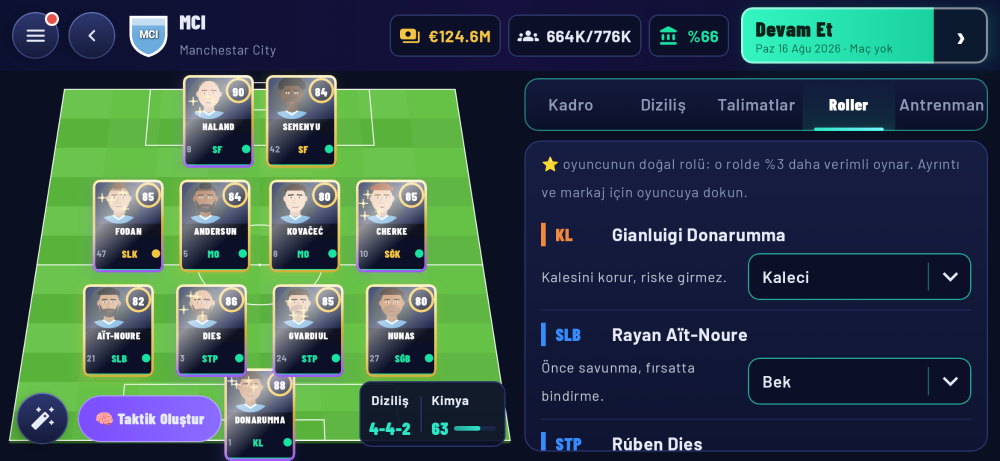 MCI
MCI
Manchestar City
€124.6M
664K/776K
%66
Devam Et
Paz 16 Ağu 2026 · Maç yok
90
HALAND
9 SF
84
SEMENYU
42 SF
85
FODAN
47 SLK
84
ANDERSUN
5 MO
80
KOVAČEĆ
8 MO
85
CHERKE
10 SĞK
82
AÏT-NOURE
21 SLB
86
DIES
3 STP
85
GVARDIUL
24 STP
80
NUNAS
27 SĞB
88
DONARUMMA
1 KL
Taktik Oluştur
Diziliş
4-4-2
Kimya
63
Kadro
Diziliş
Talimatlar
Roller
Antrenman
oyuncunun doğal rolü: o rolde %3 daha verimli oynar. Ayrıntı
ve markaj için oyuncuya dokun.
KL Gianluigi Donarumma
Kalesini korur, riske girmez.
Kaleci
SLB Rayan Aït-Noure
Önce savunma, fırsatta
bindirme.
Bek
STP Rúben Dies